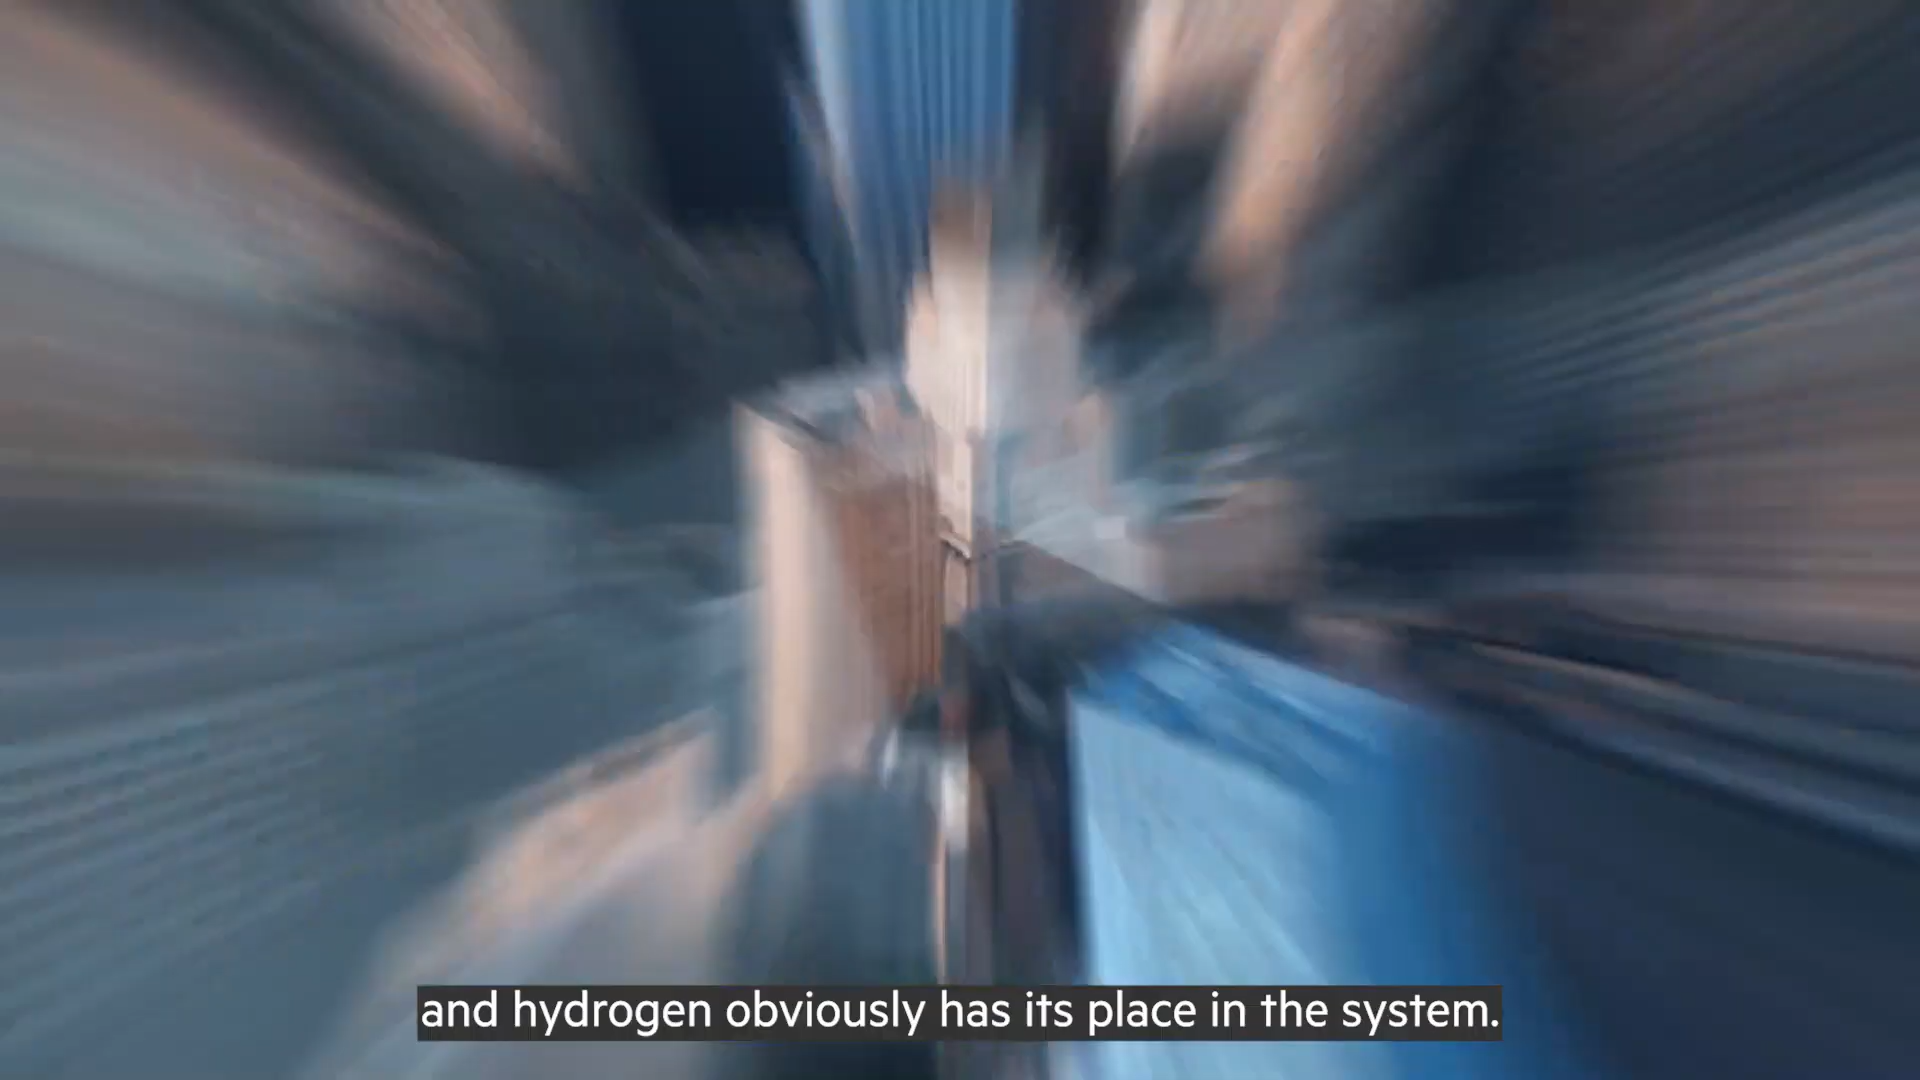 and hydrogen obviously has its place in the system.